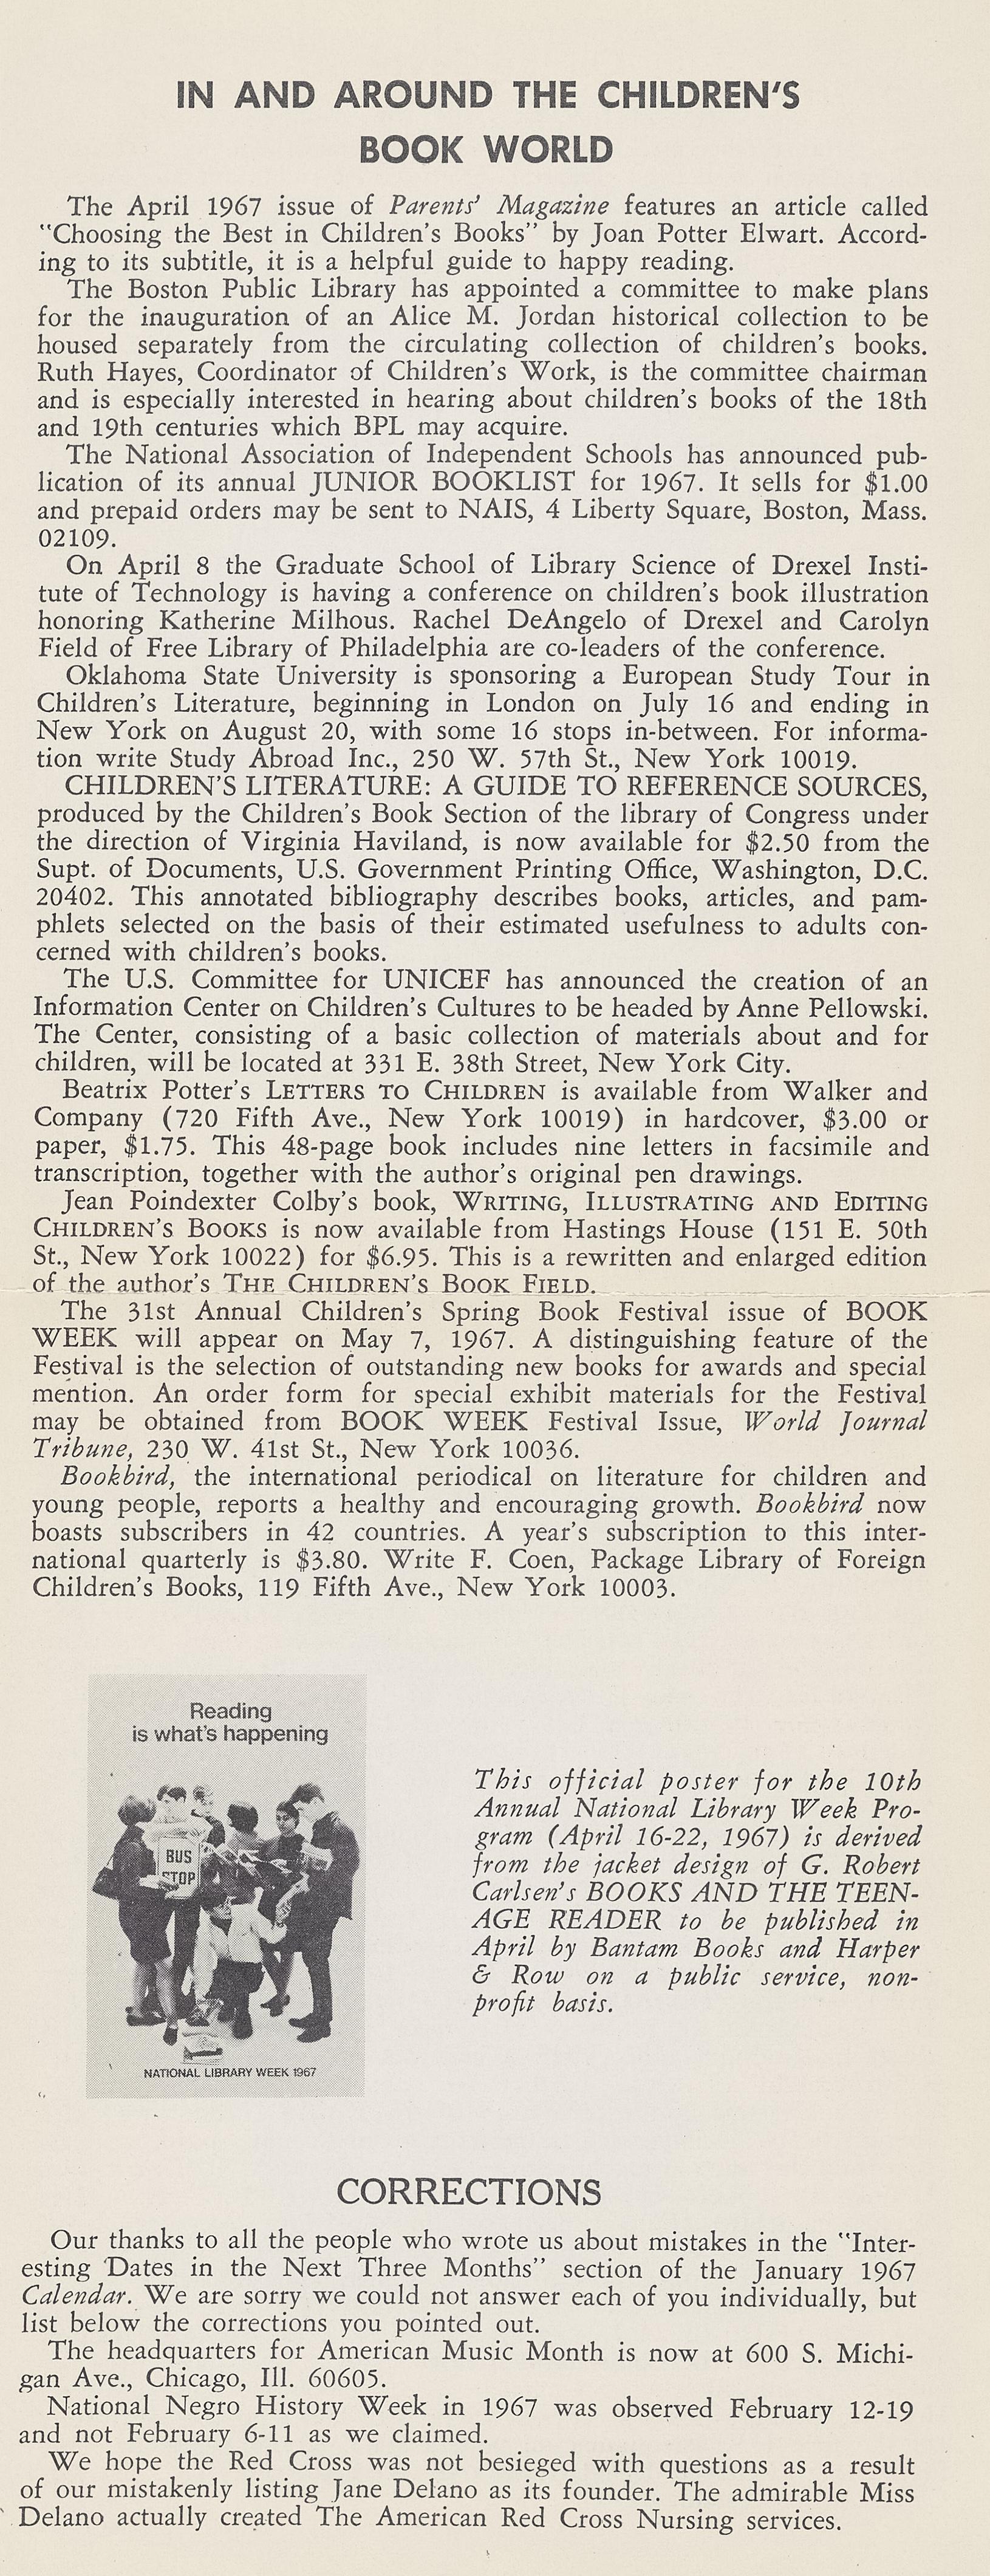 IN AND AROUND THE CHILDREN'S
BOOK WORLD
The April 1967 issue of Parents' Magazine features an article called
"Choosing the Best in Children's Books" by Joan Potter Elwart. Accord-
ing to its subtitle, it is a helpful guide to happy reading.
The Boston Public Library has appointed a committee to make plans
for the inauguration of an Alice M. Jordan historical collection to be
housed separately from the circulating collection of children's books.
Ruth Hayes, Coordinator of Children's Work, is the committee chairman
and is especially interested in hearing about children's books of the 18th
and 19th centuries which BPL may acquire.
The National Association of Independent Schools has announced pub-
lication of its annual JUNIOR BOOKLIST for 1967. It sells for $1.00
and prepaid orders may be sent to NAIS, 4 Liberty Square, Boston, Mass.
02109.
On April 8 the Graduate School of Library Science of Drexel Insti-
tute of Technology is having a conference on children's book illustration
honoring Katherine Milhous. Rachel DeAngelo of Drexel and Carolyn
Field of Free Library of Philadelphia are co-leaders of the conference.
Oklahoma State University is sponsoring a European Study Tour in
Children's Literature, beginning in London on July 16 and ending in
New York on August 20, with some 16 stops in-between. For informa-
tion write Study Abroad Inc., 250 W. 57th St., New York 10019.
CHILDREN'S LITERATURE: A GUIDE TO REFERENCE SOURCES,
produced by the Children's Book Section of the library of Congress under
the direction of Virginia Haviland, is now available for $2.50 from the
Supt. of Documents, U.S. Government Printing Office, Washington, D.C.
20402. This annotated bibliography describes books, articles, and pam-
phlets selected on the basis of their estimated usefulness to adults con-
cerned with children's books.
The U.S. Committee for UNICEF has announced the creation of an
Information Center on Children's Cultures to be headed by Anne Pellowski.
The Center, consisting of a basic collection of materials about and for
children, will be located at 331 E. 38th Street, New York City.
Beatrix Potter's LETTERS TO CHILDREN is available from Walker and
Company (720 Fifth Ave., New York 10019) in hardcover, $3.00 or
paper, $1.75. This 48-page book includes nine letters in facsimile and
transcription, together with the author's original pen drawings.
Jean Poindexter Colby's book, WRITING, ILLUSTRATING AND EDITING
CHILDREN'S BOOKS is now available from Hastings House (151 E. 50th
St., New York 10022) for $6.95. This is a rewritten and enlarged edition
of the author's THE CHILDREN'S BOOK FIELD.
The 31st Annual Children's Spring Book Festival issue of BOOK
WEEK will appear on May 7, 1967. A distinguishing feature of the
Festival is the selection of outstanding new books for awards and special
mention. An order form for special exhibit materials for the Festival
may be obtained from BOOK WEEK Festival Issue, World Journal
Tribune, 230 W. 41st St., New York 10036.
Bookbird, the international periodical on literature for children and
young people, reports a healthy and encouraging growth. Bookbird now
boasts subscribers in 42 countries. A year's subscription to this inter-
national quarterly is $3.80. Write F. Coen, Package Library of Foreign
Children's Books, 119 Fifth Ave., New York 10003.
Reading
is what's happening
BUS
STOP
NATIONAL LIBRARY WEEK 1967
This official poster for the 10th
Annual National Library Week Pro-
gram (April 16-22, 1967) is derived
from the jacket design of G. Robert
Carlsen's BOOKS AND THE TEEN-
AGE READER to be published in
April by Bantam Books and Harper
& Row on a public service, non-
profit basis.
CORRECTIONS
Our thanks to all the people who wrote us about mistakes in the "Inter-
esting Dates in the Next Three Months" section of the January 1967
Calendar. We are sorry we could not answer each of you individually, but
list below the corrections you pointed out.
The headquarters for American Music Month is now at 600 S. Michi-
gan Ave., Chicago, Ill. 60605.
National Negro History Week in 1967 was observed February 12-19
and not February 6-11 as we claimed.
We hope the Red Cross was not besieged with questions as a result
of our mistakenly listing Jane Delano as its founder. The admirable Miss
Delano actually created The American Red Cross Nursing services.